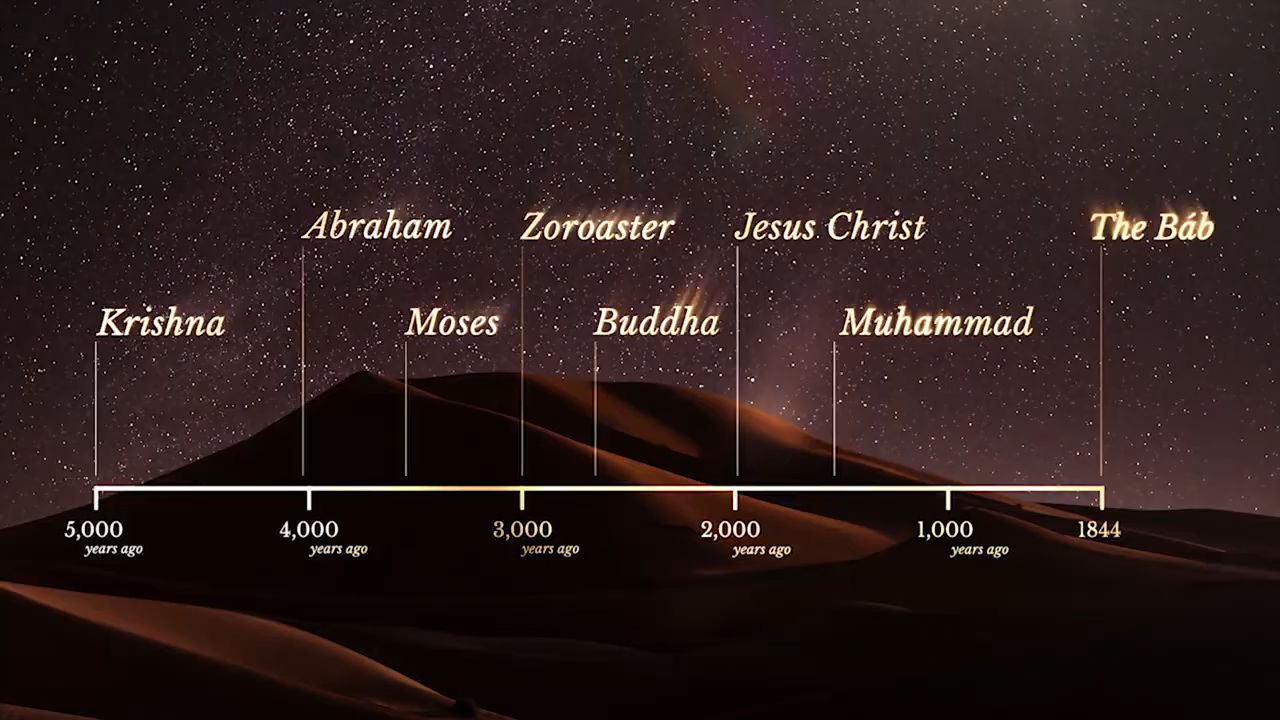 Abraham
Zoroaster
Jesus Christ
The Báb
Krishna
Moses
Buddha
Muhammad
5,000
years ago
4,000
years ago
3,000
years ago
2,000
years ago
1,000
years ago
1844